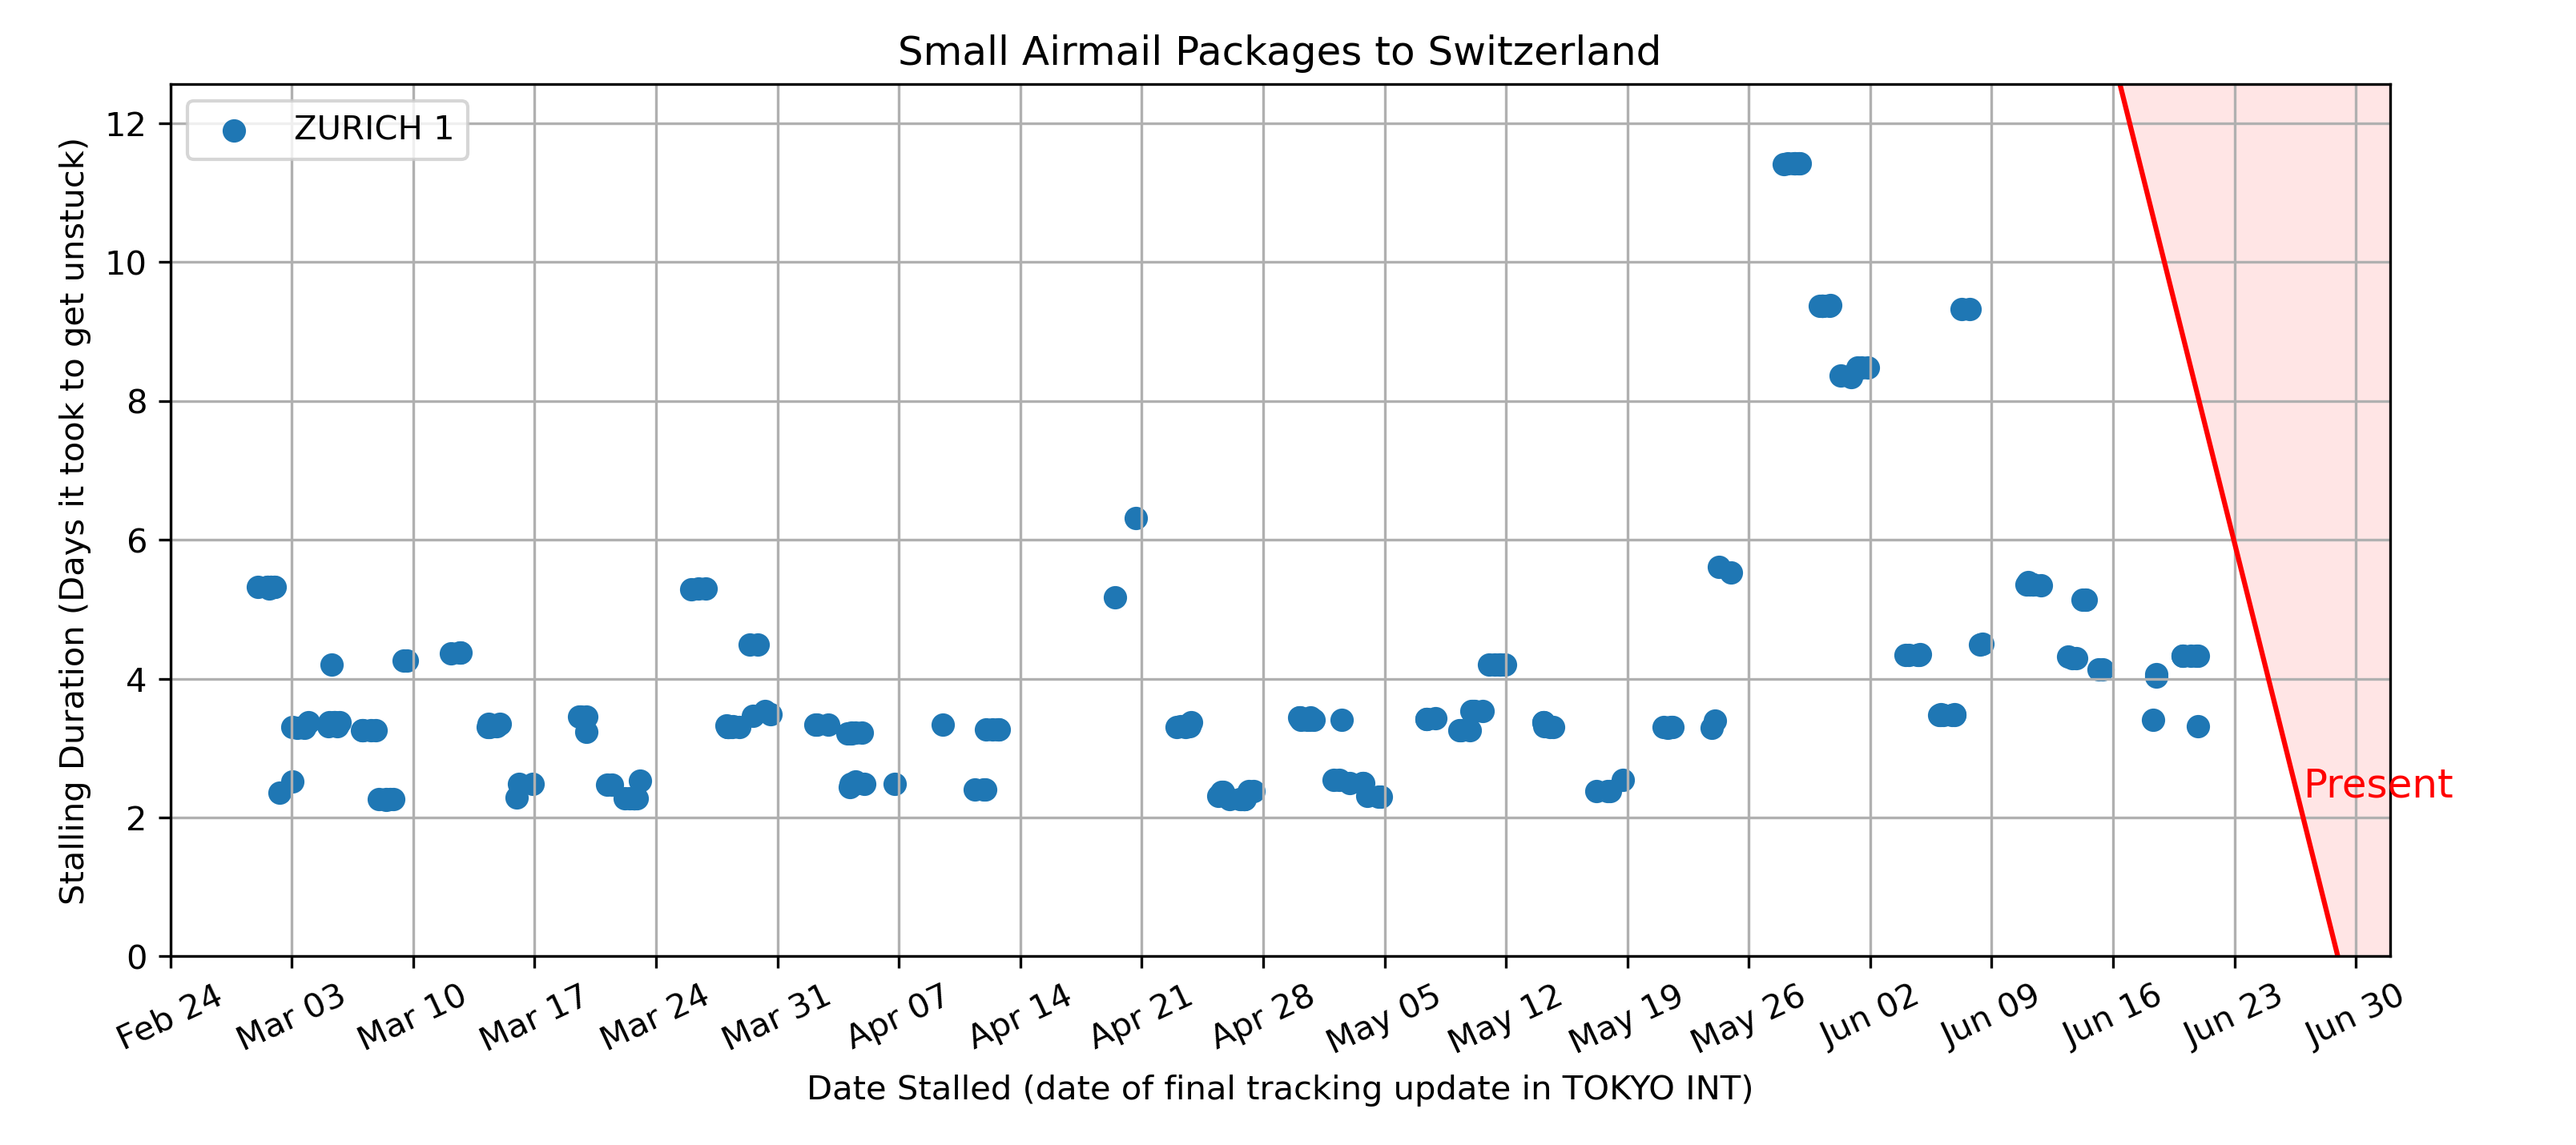 Small Airmail Packages to Switzerland
ZURICH 1
Stalling Duration (Days it took to get unstuck)
12
10
8
6
4
2
0
Present
Feb 24
Mar 03
Mar 10
Mar 17
Mar 24
Mar 31
Apr 07
Apr 14
Apr 21
Apr 28
May 05
May 12
May 19
May 26
Jun 02
Jun 09
Jun 16
Jun 23
Jun 30
Date Stalled (date of final tracking update in TOKYO INT)